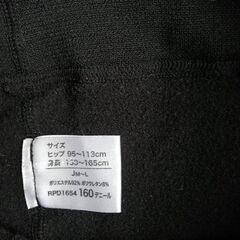 サイズ
ヒップ 95~113cm
身長 150~165cm
JM~L
ポリエステル92% ポリウレタン8%
RPD1654 160デニール